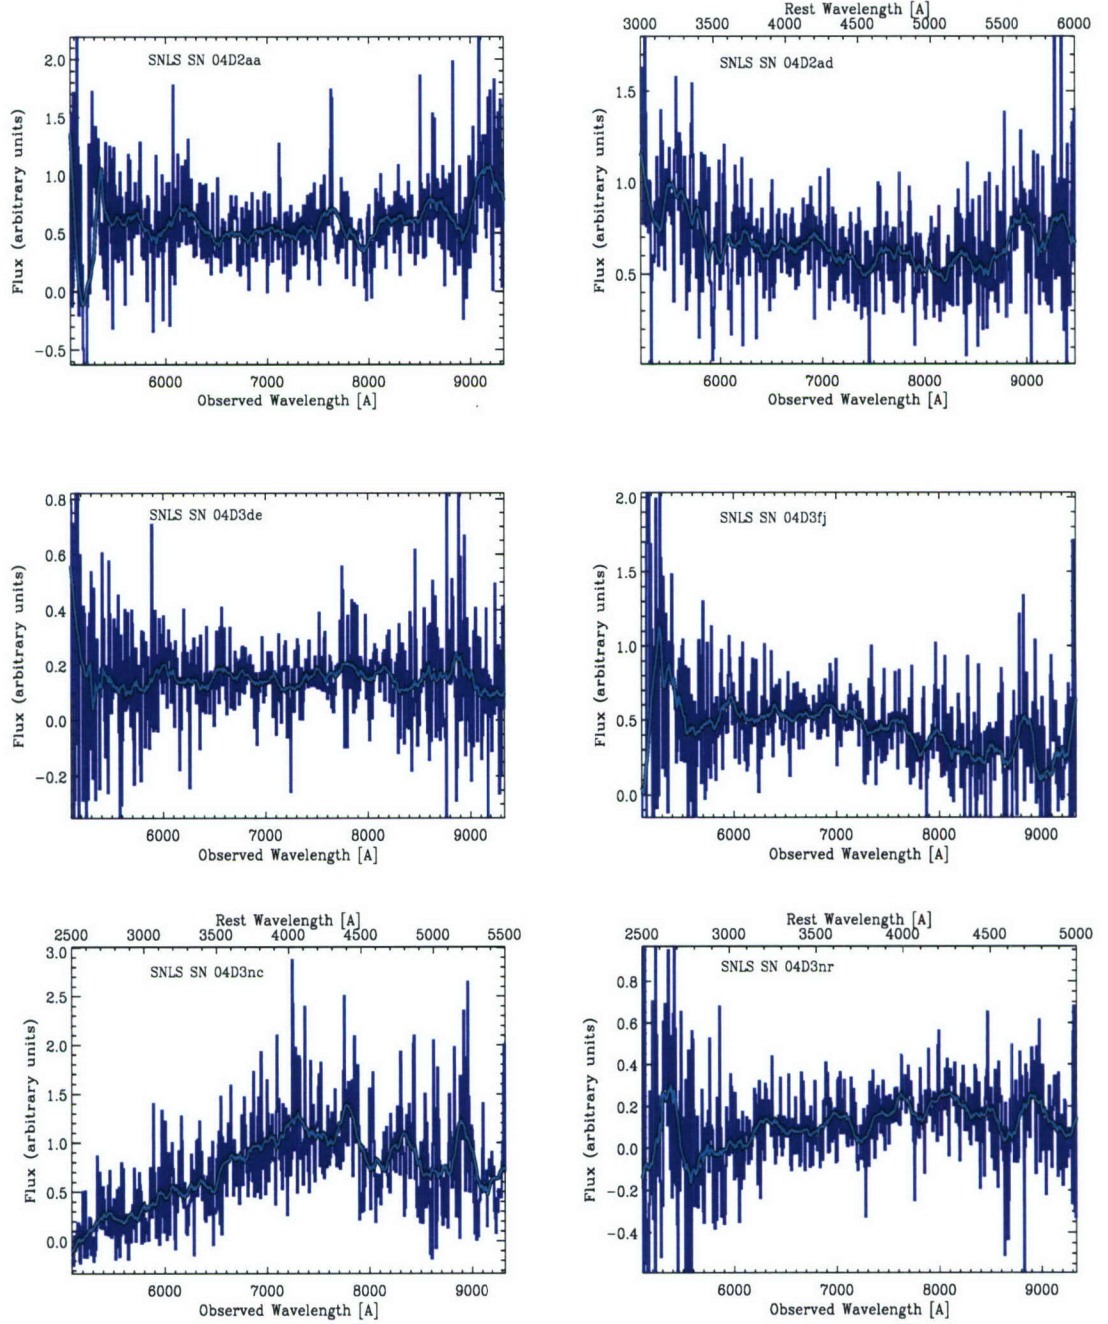 Rest Wavelength [A]
3000 3500 4000 4500 5000 5500 6000
SNLS SN 04D2aa
SNLS SN 04D2ad
2.0
1.5
1.0
0.5
0.0
−0.5
Flux (arbitrary units)
6000 7000 8000 9000
Observed Wavelength [A]
1.5
1.0
0.5
Flux (arbitrary units)
6000 7000 8000 9000
Observed Wavelength [A]
SNLS SN 04D3de
0.8
0.6
0.4
0.2
0.0
−0.2
Flux (arbitrary units)
6000 7000 8000 9000
Observed Wavelength [A]
SNLS SN 04D3fj
2.0
1.5
1.0
0.5
0.0
Flux (arbitrary units)
6000 7000 8000 9000
Observed Wavelength [A]
Rest Wavelength [A]
2500 3000 3500 4000 4500 5000 5500
SNLS SN 04D3nc
3.0
2.5
2.0
1.5
1.0
0.5
0.0
Flux (arbitrary units)
6000 7000 8000 9000
Observed Wavelength [A]
Rest Wavelength [A]
2500 3000 3500 4000 4500 5000
SNLS SN 04D3nr
0.8
0.6
0.4
0.2
0.0
−0.2
−0.4
Flux (arbitrary units)
6000 7000 8000 9000
Observed Wavelength [A]